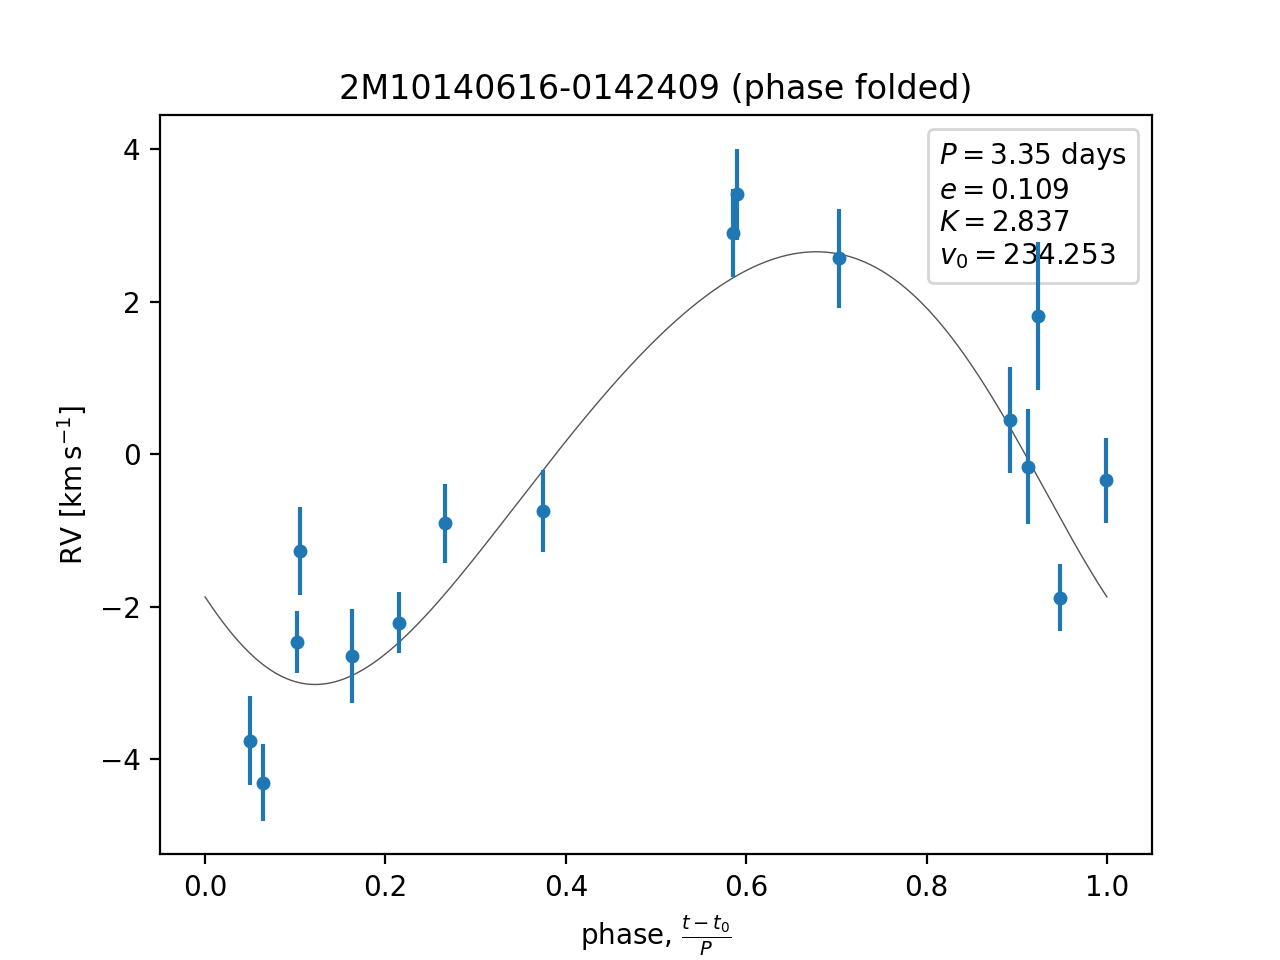 2M10140616-0142409 (phase folded)
P = 3.35 days
e = 0.109
K = 2.837
v₀ = 234.253
RV [km s⁻¹]
4
2
0
−2
−4
0.0 0.2 0.4 0.6 0.8 1.0
phase, (t − t₀)/P